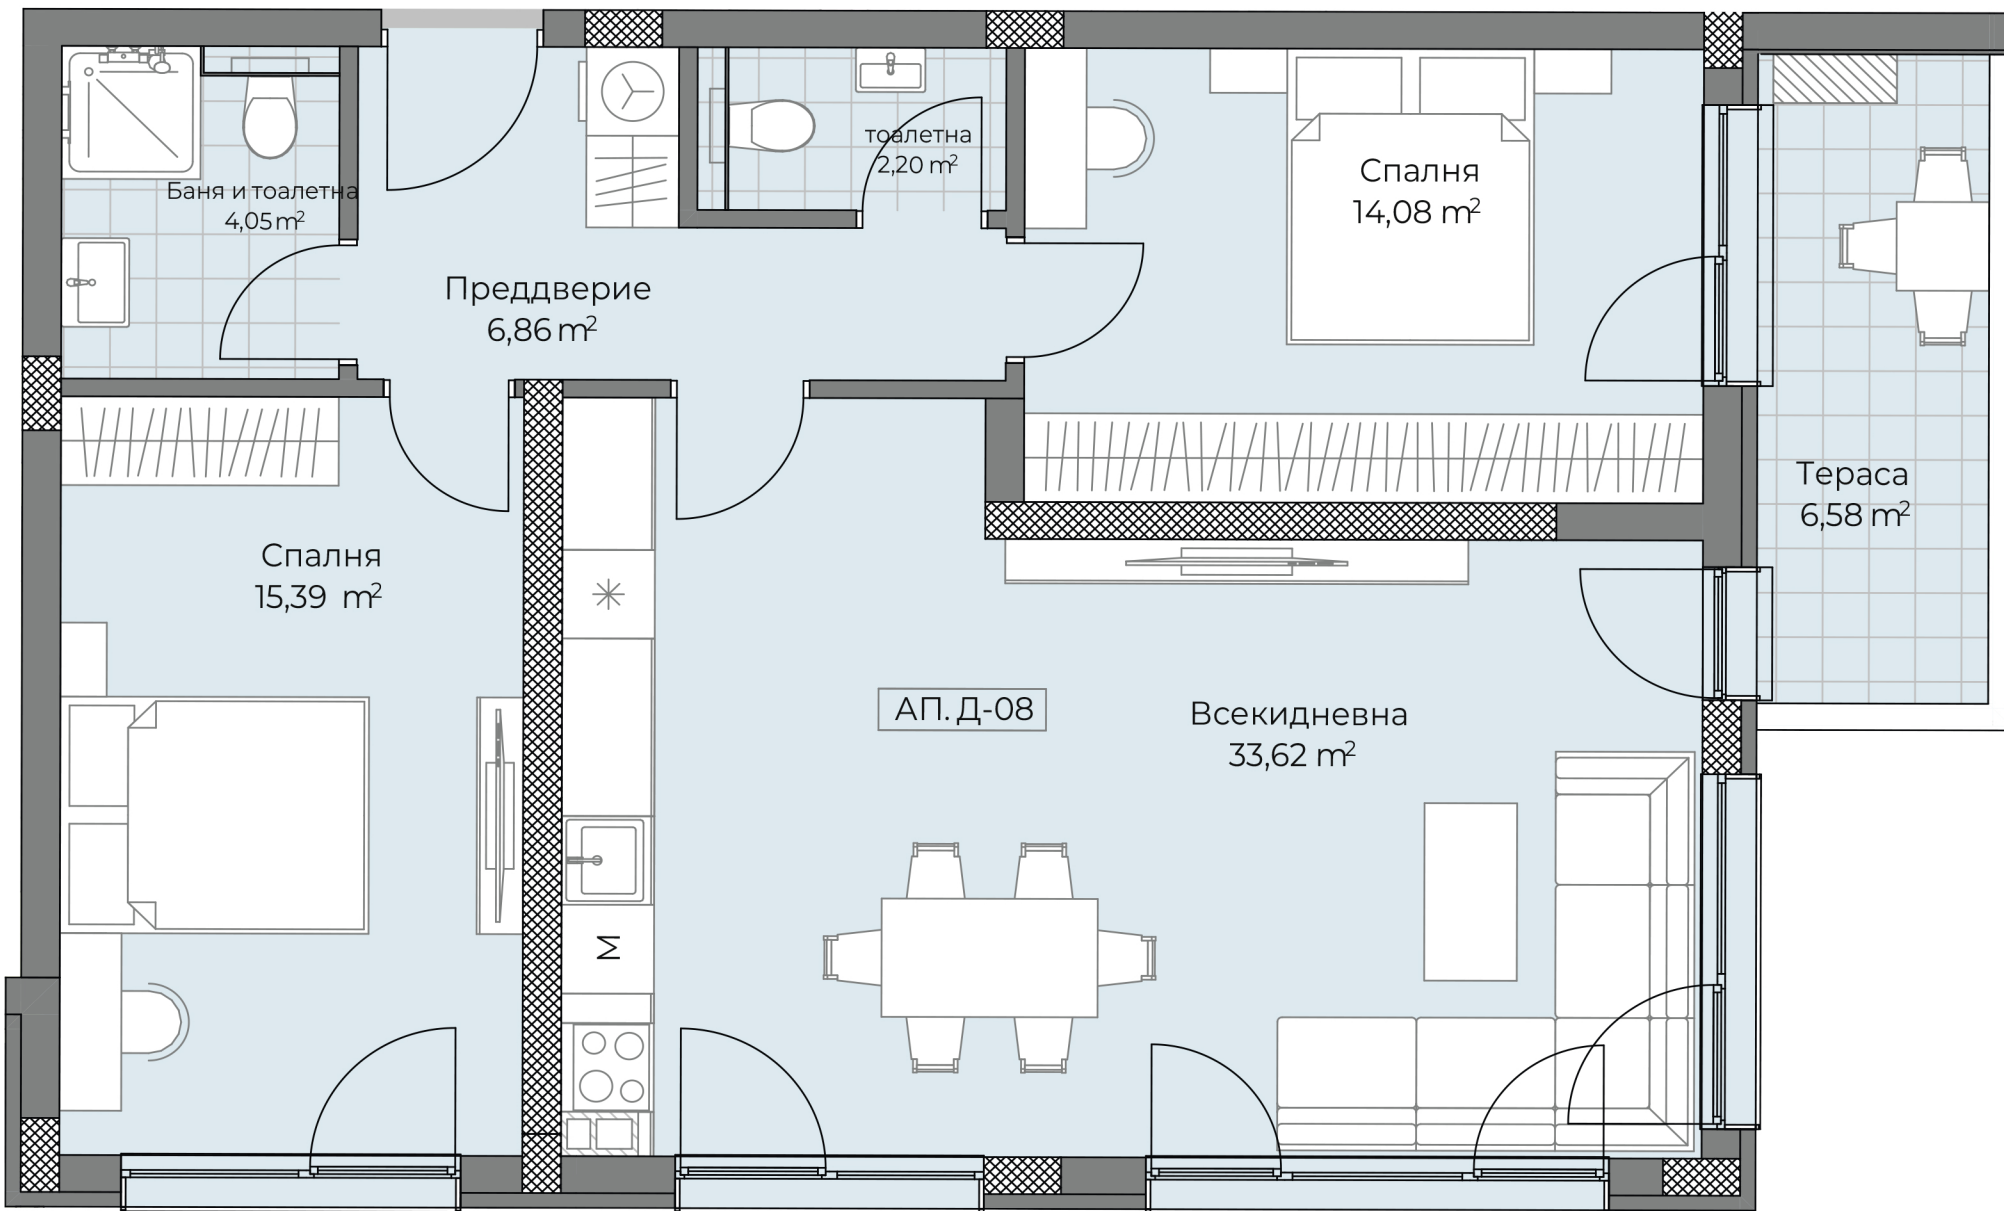 тоалетна
2,20 m²
Баня и тоалетна
4,05 m²
Спалня
14,08 m²
Преддверие
6,86 m²
Тераса
6,58 m²
Спалня
15,39 m²
АП. Д-08
Всекидневна
33,62 m²
M